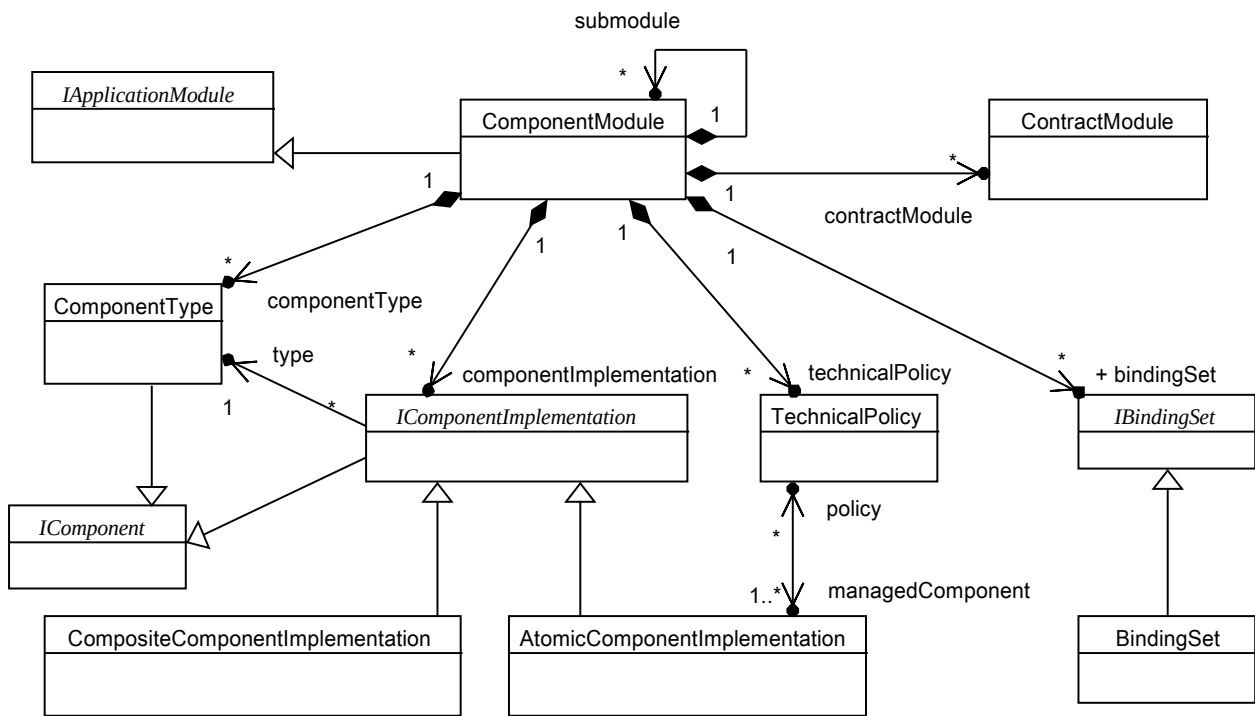 submodule
*
IApplicationModule
ComponentModule
1
ContractModule
1
*
1
contractModule
1
1
1
*
componentType
ComponentType
type
*
componentImplementation
*
technicalPolicy
*
+ bindingSet
1
*
IComponentImplementation
TechnicalPolicy
IBindingSet
IComponent
policy
*
1..*
managedComponent
CompositeComponentImplementation
AtomicComponentImplementation
BindingSet